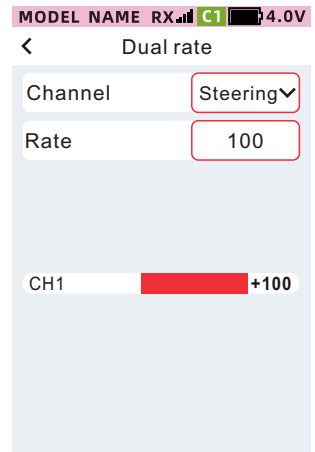 MODEL NAME RX C1 4.0V
Dual rate
Channel Steering
Rate 100
CH1 +100